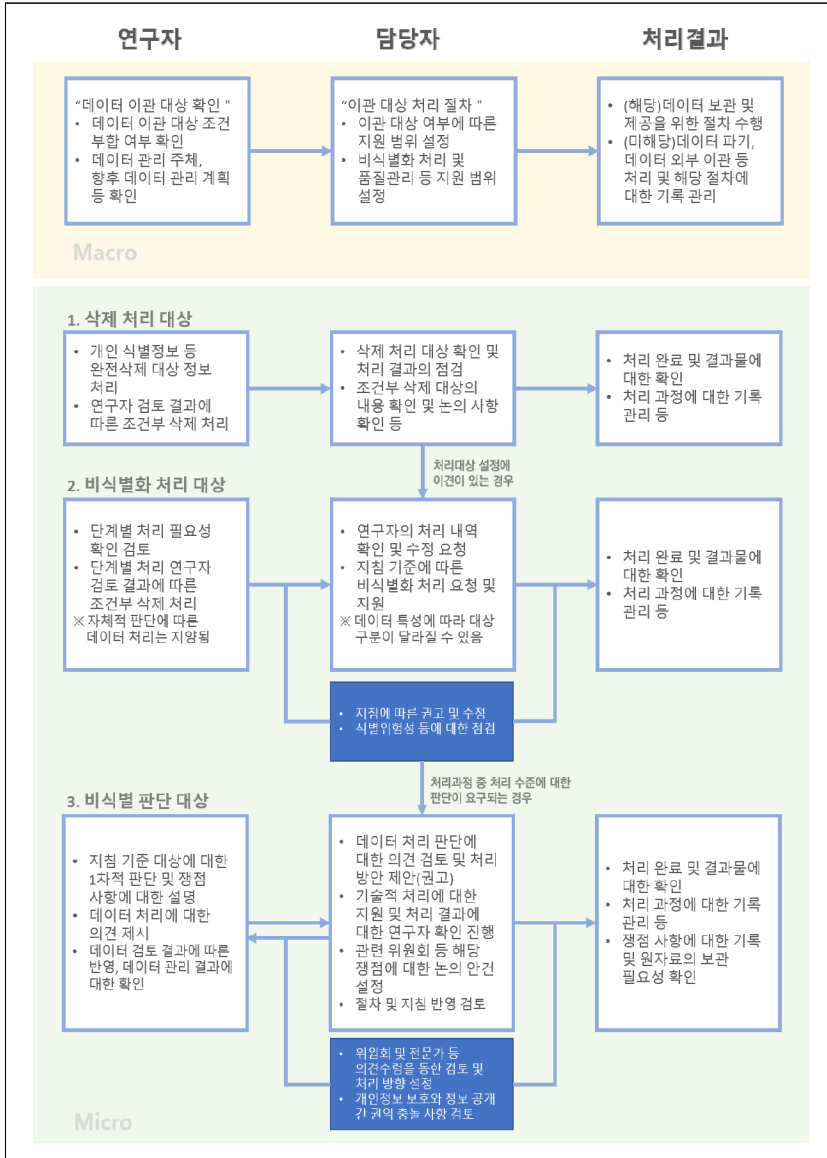 연구자
담당자
처리결과
“데이터 이관 대상 확인 "
• 데이터 이관 대상 조건
부합 여부 확인
• 데이터 관리 주체,
향후 데이터 관리 계획
등 확인
“이관 대상 처리 절차 "
• 이관 대상 여부에 따른
지원 범위 설정
• 비식별화 처리 및
품질관리 등 지원 범위
설정
• (해당)데이터 보관 및
제공을 위한 절차 수행
• (미해당)데이터 파기,
데이터 외부 이관 등
처리 및 해당 절차에
대한 기록 관리
Macro
1. 삭제 처리 대상
• 개인 식별정보 등
완전삭제 대상 정보
처리
• 연구자 검토 결과에
따른 조건부 삭제 처리
• 삭제 처리 대상 확인 및
처리 결과의 점검
• 조건부 삭제 대상의
내용 확인 및 논의 사항
확인 등
• 처리 완료 및 결과물에
대한 확인
• 처리 과정에 대한 기록
관리 등
처리대상 설정에
이견이 있는 경우
2. 비식별화 처리 대상
• 단계별 처리 필요성
확인 검토
• 단계별 처리 연구자
검토 결과에 따른
조건부 삭제 처리
※ 자체적 판단에 따른
데이터 처리는 지양됨
• 연구자의 처리 내역
확인 및 수정 요청
• 지침 기준에 따른
비식별화 처리 요청 및
지원
※ 데이터 특성에 따라 대상
구분이 달라질 수 있음
• 처리 완료 및 결과물에
대한 확인
• 처리 과정에 대한 기록
관리 등
• 지침에 따른 권고 및 수정
• 식별위험성 등에 대한 점검
처리과정 중 처리 수준에 대한
판단이 요구되는 경우
3. 비식별 판단 대상
• 지침 기준 대상에 대한
1차적 판단 및 쟁점
사항에 대한 설명
• 데이터 처리에 대한
의견 제시
• 데이터 검토 결과에 따른
반영, 데이터 관리 결과에
대한 확인
• 데이터 처리 판단에
대한 의견 검토 및 처리
방안 제안(권고)
• 기술적 처리에 대한
지원 및 처리 결과에
대한 연구자 확인 진행
• 관련 위원회 등 해당
쟁점에 대한 논의 안건
설정
• 절차 및 지침 반영 검토
• 처리 완료 및 결과물에
대한 확인
• 처리 과정에 대한 기록
관리 등
• 쟁점 사항에 대한 기록
및 원자료의 보관
필요성 확인
• 위원회 및 전문가 등
의견수렴을 통한 검토 및
처리 방향 설정
• 개인정보 보호와 정보 공개
간 권익 충돌 사항 검토
Micro